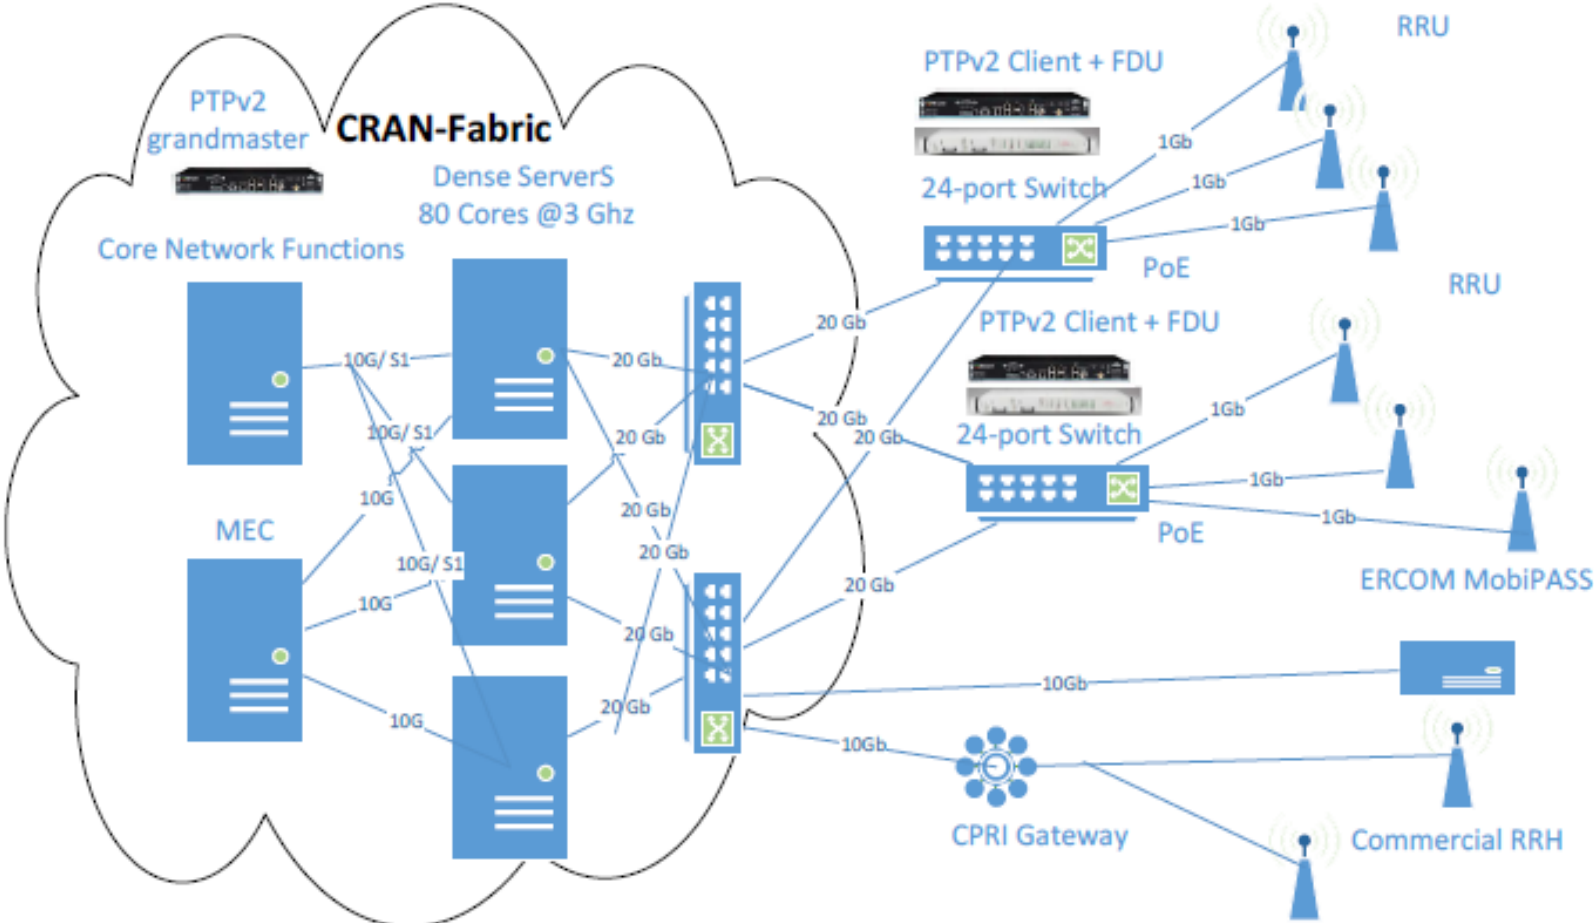 RRU
PTPv2 Client + FDU
PTPv2
grandmaster
CRAN-Fabric
1Gb
Dense ServerS
80 Cores @3 Ghz
24-port Switch
1Gb
1Gb
Core Network Functions
PoE
RRU
20 Gb
PTPv2 Client + FDU
10G/ S1
20 Gb
1Gb
20 Gb
10G/ S1
20 Gb
20 Gb
24-port Switch
1Gb
10G
20 Gb
1Gb
MEC
PoE
20 Gb
10G/ S1
20 Gb
ERCOM MobiPASS
10G
20 Gb
10Gb
20 Gb
10G
10Gb
CPRI Gateway
Commercial RRH